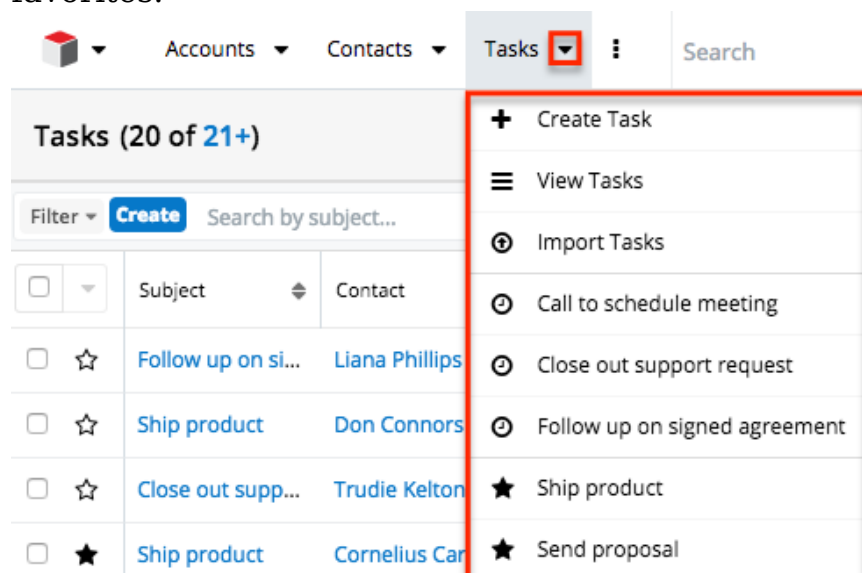 favorites.
Accounts Contacts Tasks Search
Tasks (20 of 21+)
Filter Create Search by subject...
Subject Contact
Follow up on si... Liana Phillips
Ship product Don Connors
Close out supp... Trudie Kelton
Ship product Cornelius Car
Create Task
View Tasks
Import Tasks
Call to schedule meeting
Close out support request
Follow up on signed agreement
Ship product
Send proposal